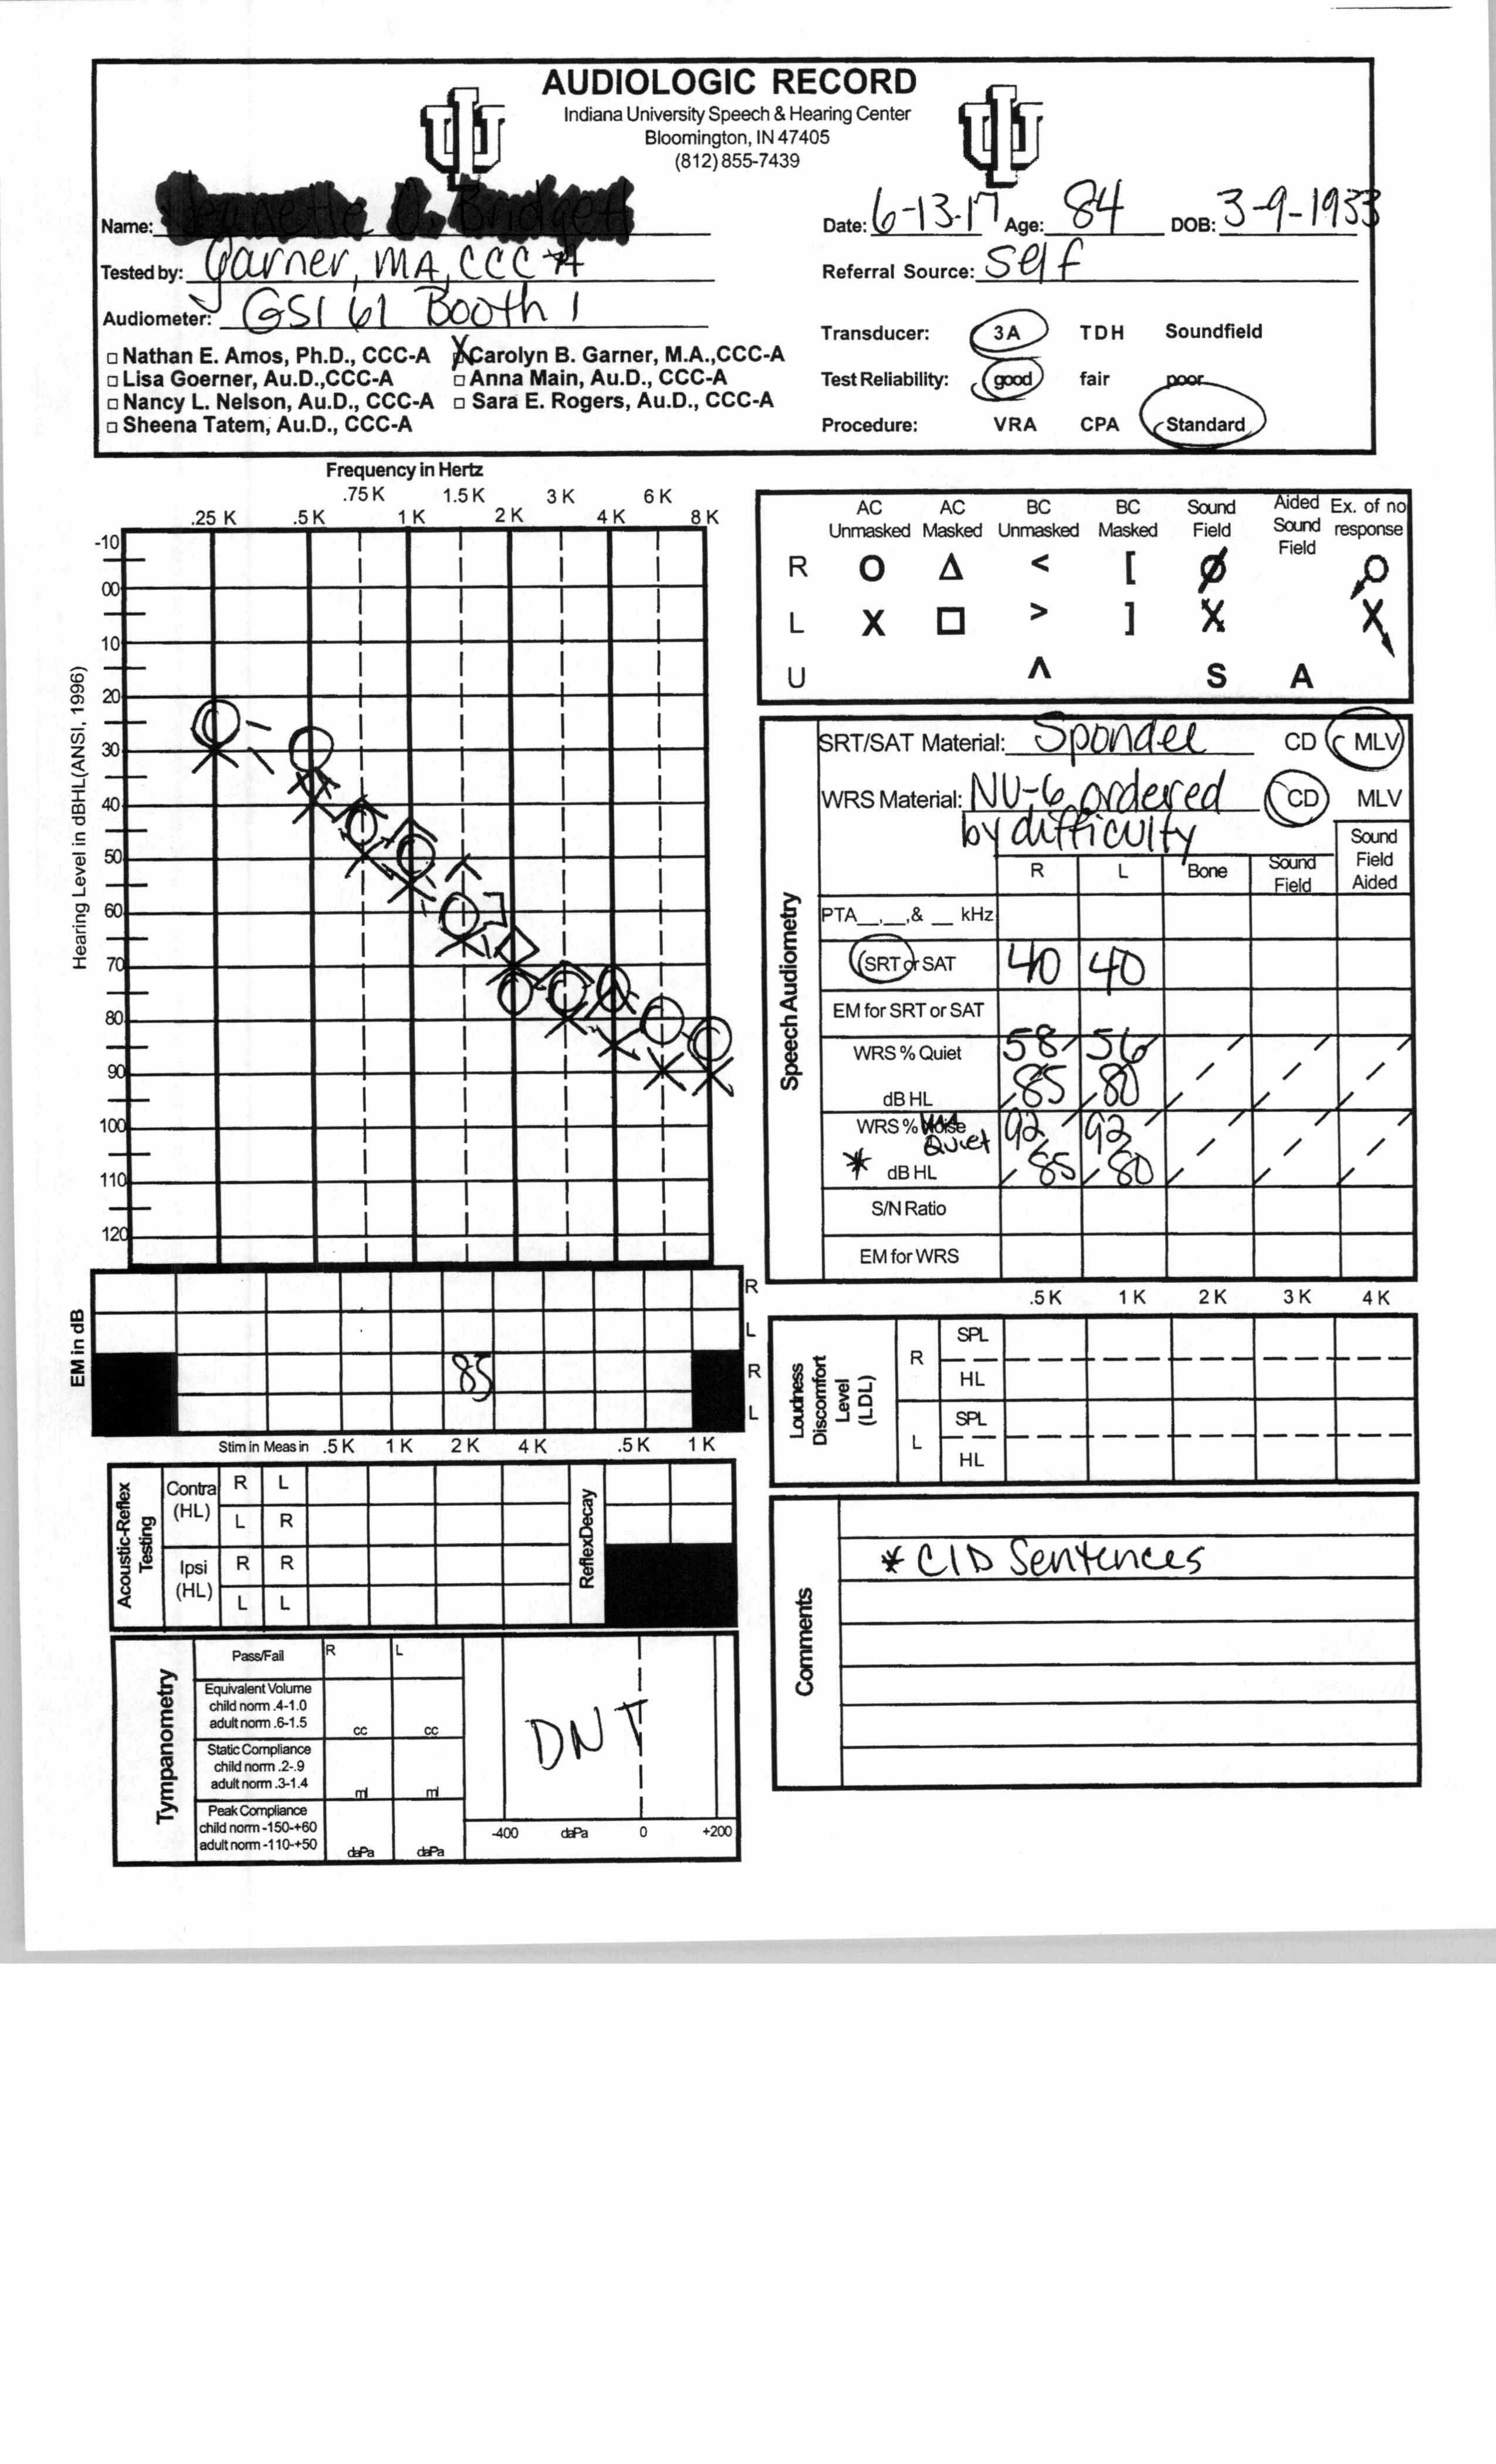 AUDIOLOGIC RECORD
Indiana University Speech & Hearing Center
Bloomington, IN 47405
(812) 855-7439
Name:
Date: 6-13-17 Age: 84 DOB: 3-9-1933
Tested by: Garner, MA, CCC-A
Referral Source: self
Audiometer: GSI 61 Booth 1
Transducer: 3A TDH Soundfield
□ Nathan E. Amos, Ph.D., CCC-A X Carolyn B. Garner, M.A.,CCC-A
□ Lisa Goerner, Au.D.,CCC-A □ Anna Main, Au.D., CCC-A
Test Reliability: good fair poor
□ Nancy L. Nelson, Au.D., CCC-A □ Sara E. Rogers, Au.D., CCC-A
□ Sheena Tatem, Au.D., CCC-A
Procedure: VRA CPA Standard
Frequency in Hertz
.75 K 1.5 K 3 K 6 K
.25 K .5 K 1 K 2 K 4 K 8 K
Hearing Level in dBHL(ANSI, 1996)
-10
00
10
20
30
40
50
60
70
80
90
100
110
120
AC Unmasked AC Masked BC Unmasked BC Masked Sound Field Aided Sound Field Ex. of no response
R O Δ < [ Ø
L X □ > ]
U Λ S A
Speech Audiometry
SRT/SAT Material: Spondee CD MLV
WRS Material: NU-6 ordered CD MLV
by difficulty
R L Bone Sound Field Sound Field Aided
PTA__,__,& __ kHz
SRT or SAT 40 40
EM for SRT or SAT
WRS % Quiet 58 56
dB HL 85 80
WRS % Quiet 92 92
* dB HL 85 80
S/N Ratio
EM for WRS
EM in dB
R
L
85 R
L
.5 K 1 K 2 K 3 K 4 K
Loudness Discomfort Level (LDL)
R SPL
HL
L SPL
HL
Stim in Meas in .5 K 1 K 2 K 4 K .5 K 1 K
Acoustic-Reflex Testing
Contra (HL) R L
L R
Ipsi (HL) R R
L L
ReflexDecay
Comments
* CID Sentences
Tympanometry
Pass/Fail R L
Equivalent Volume
child norm .4-1.0
adult norm .6-1.5 cc cc
Static Compliance
child norm .2-.9
adult norm .3-1.4 ml ml
Peak Compliance
child norm -150-+60
adult norm -110-+50 daPa daPa
DNT
-400 daPa 0 +200